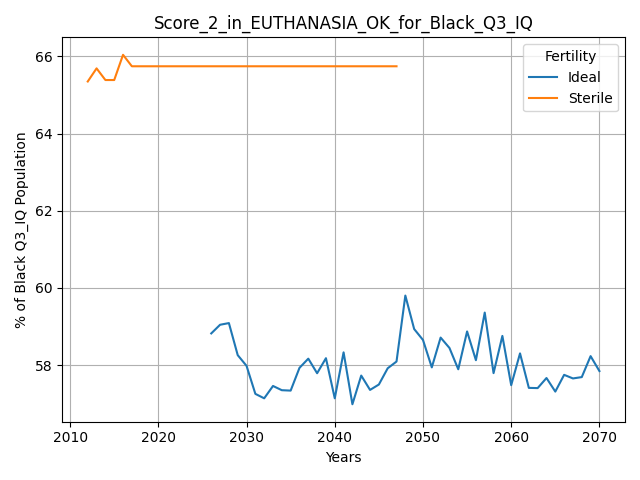 Score_2_in_EUTHANASIA_OK_for_Black_Q3_IQ
66
64
62
60
58
% of Black Q3_IQ Population
Fertility
Ideal
Sterile
2010 2020 2030 2040 2050 2060 2070
Years